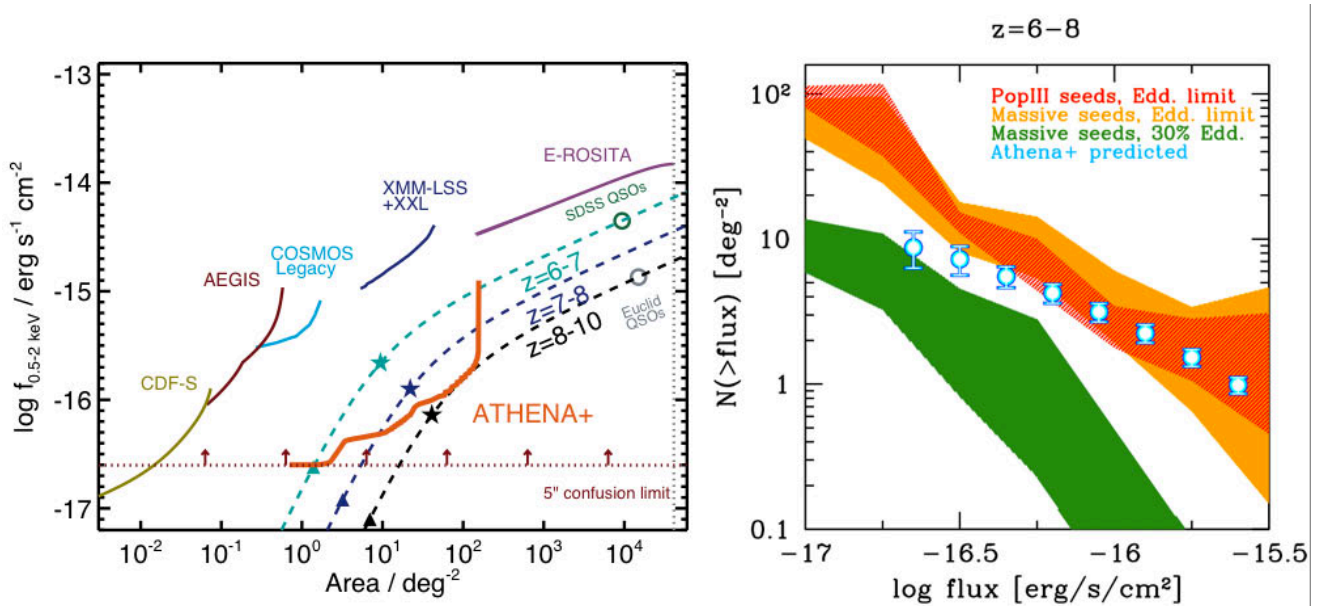 z=6−8
-13
-14
-15
-16
-17
log f0.5-2 keV / erg s⁻¹ cm⁻²
E-ROSITA
SDSS QSOs
XMM-LSS
+XXL
COSMOS
Legacy
AEGIS
CDF-S
z=6-7
z=7-8
z=8-10
Euclid
QSOs
ATHENA+
5" confusion limit
10⁻² 10⁻¹ 10⁰ 10¹ 10² 10³ 10⁴
Area / deg⁻²
PopIII seeds, Edd. limit
Massive seeds, Edd. limit
Massive seeds, 30% Edd.
Athena+ predicted
10²
10
1
0.1
N(>flux) [deg⁻²]
−17 −16.5 −16 −15.5
log flux [erg/s/cm²]